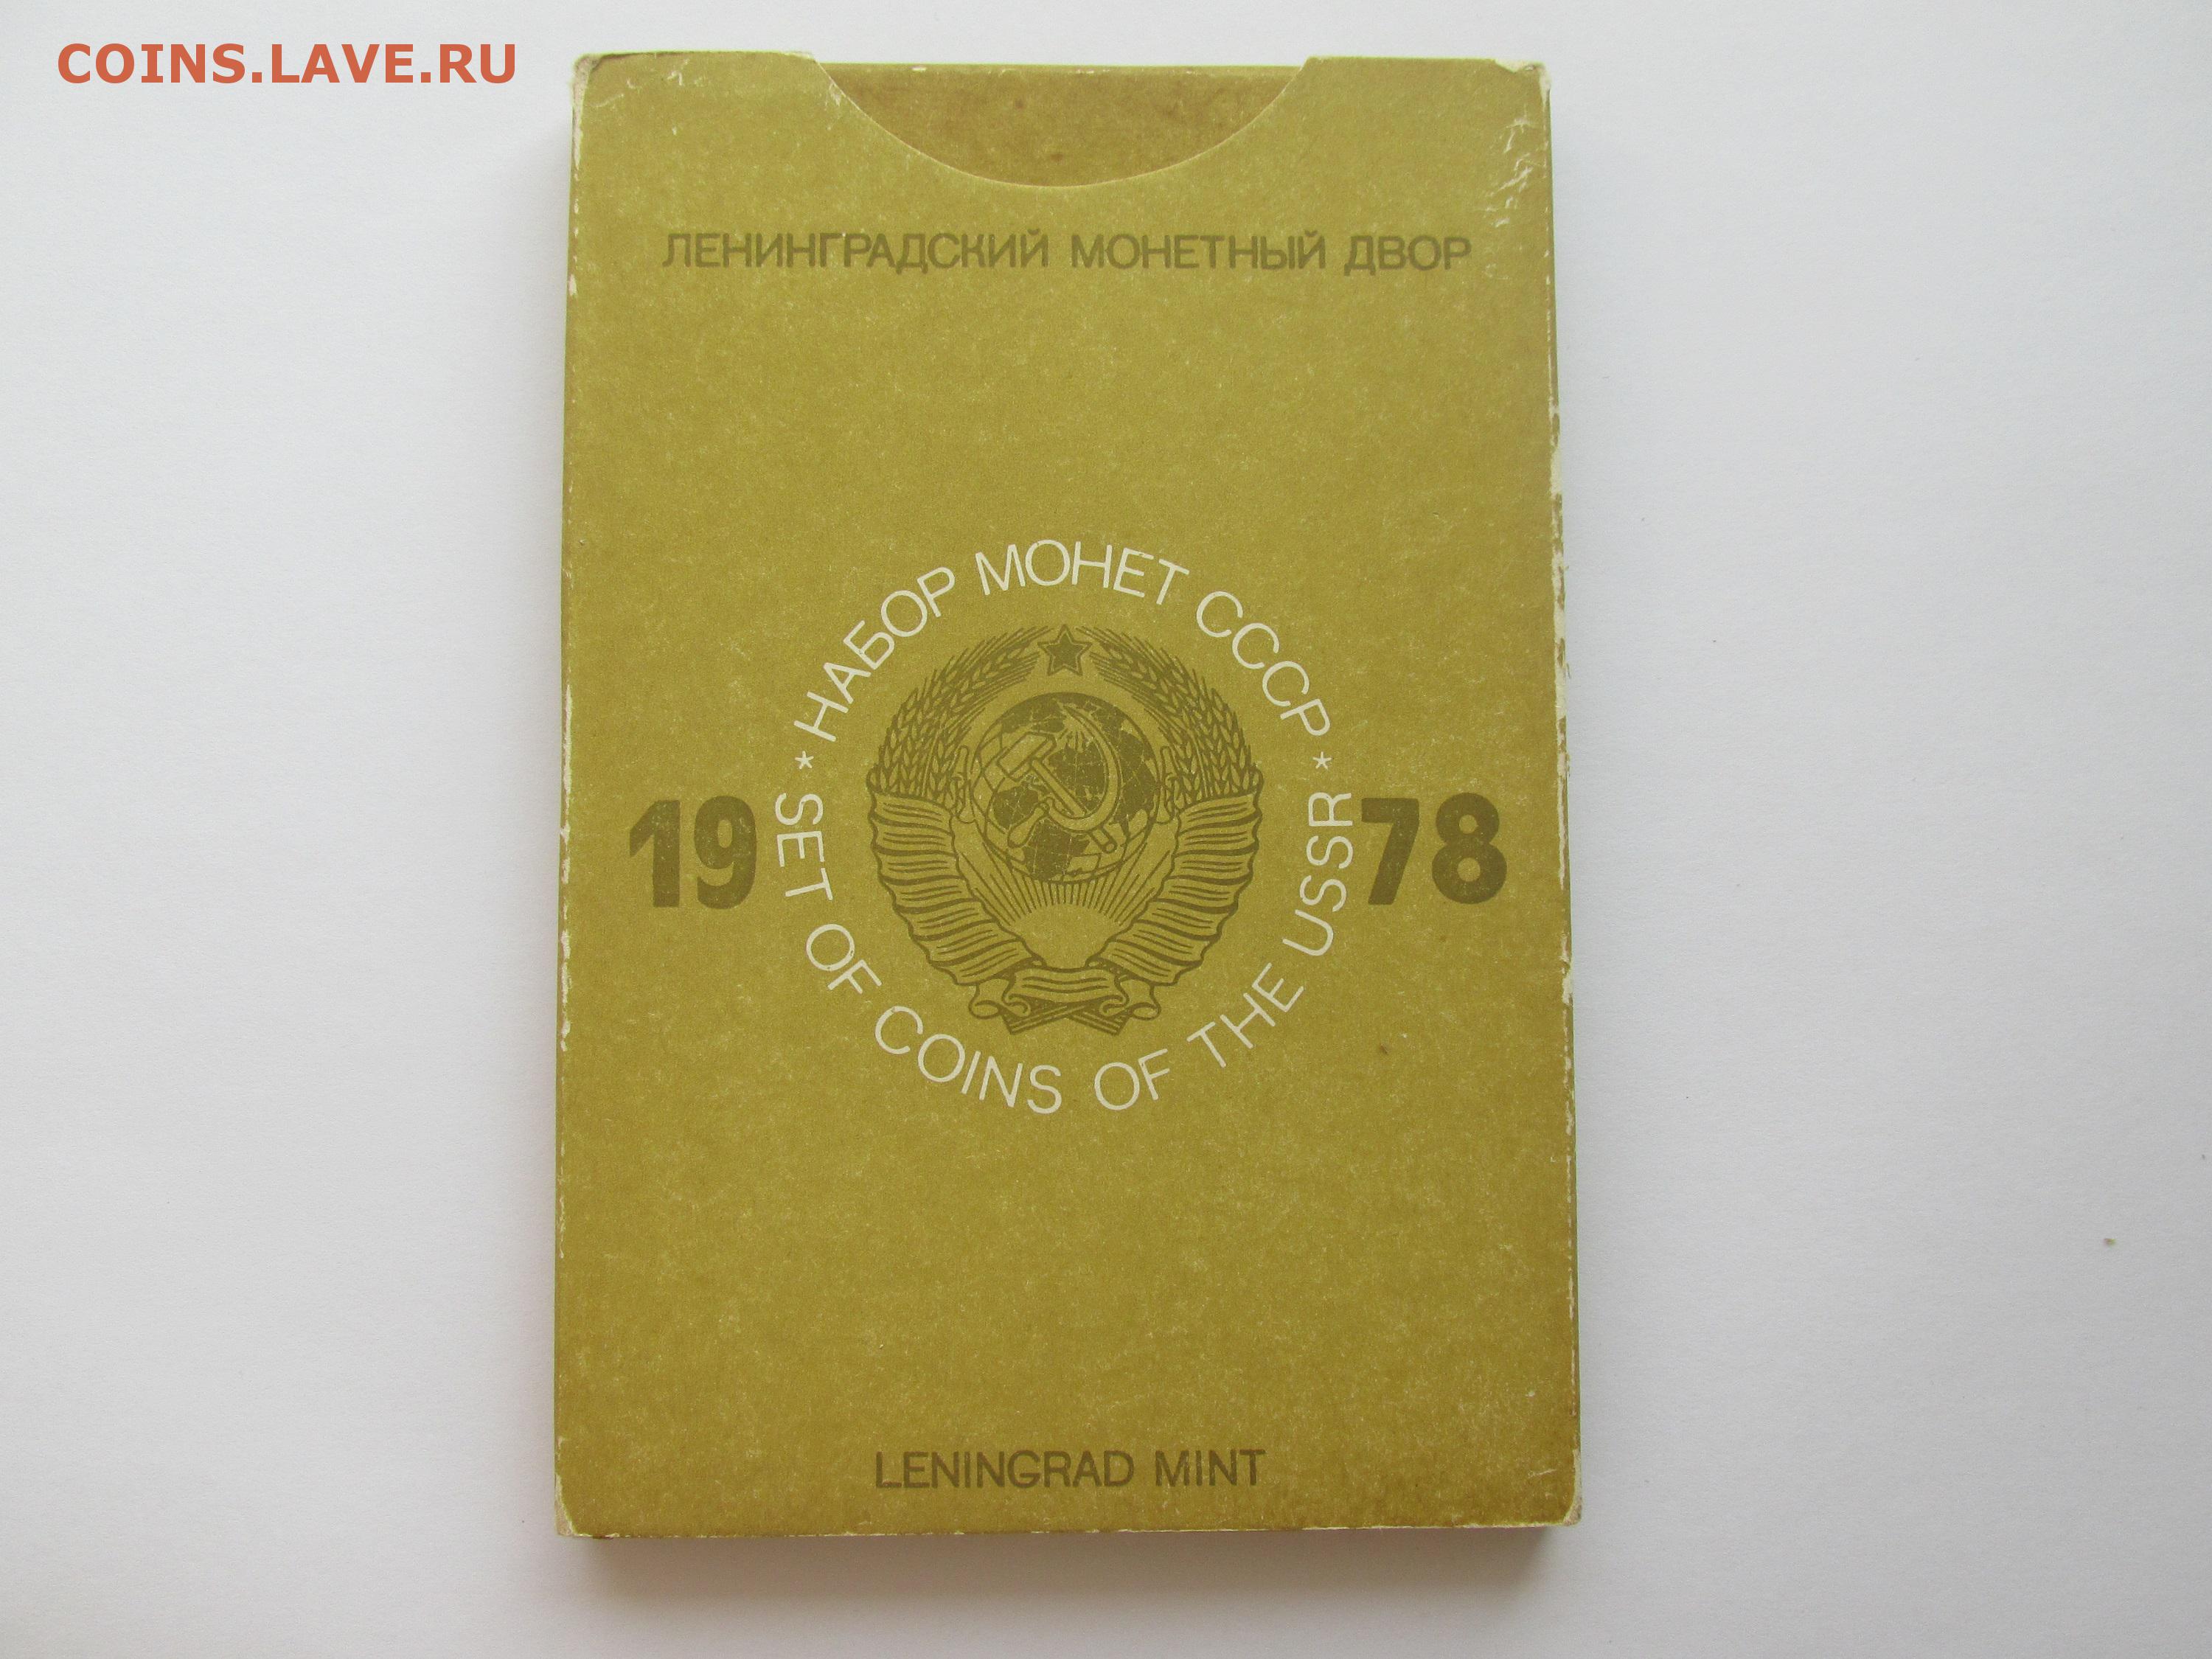 COINS.LAVE.RU
ЛЕНИНГРАДСКИЙ МОНЕТНЫЙ ДВОР
* НАБОР МОНЕТ СССР *
19 78
SET OF COINS OF THE USSR
LENINGRAD MINT